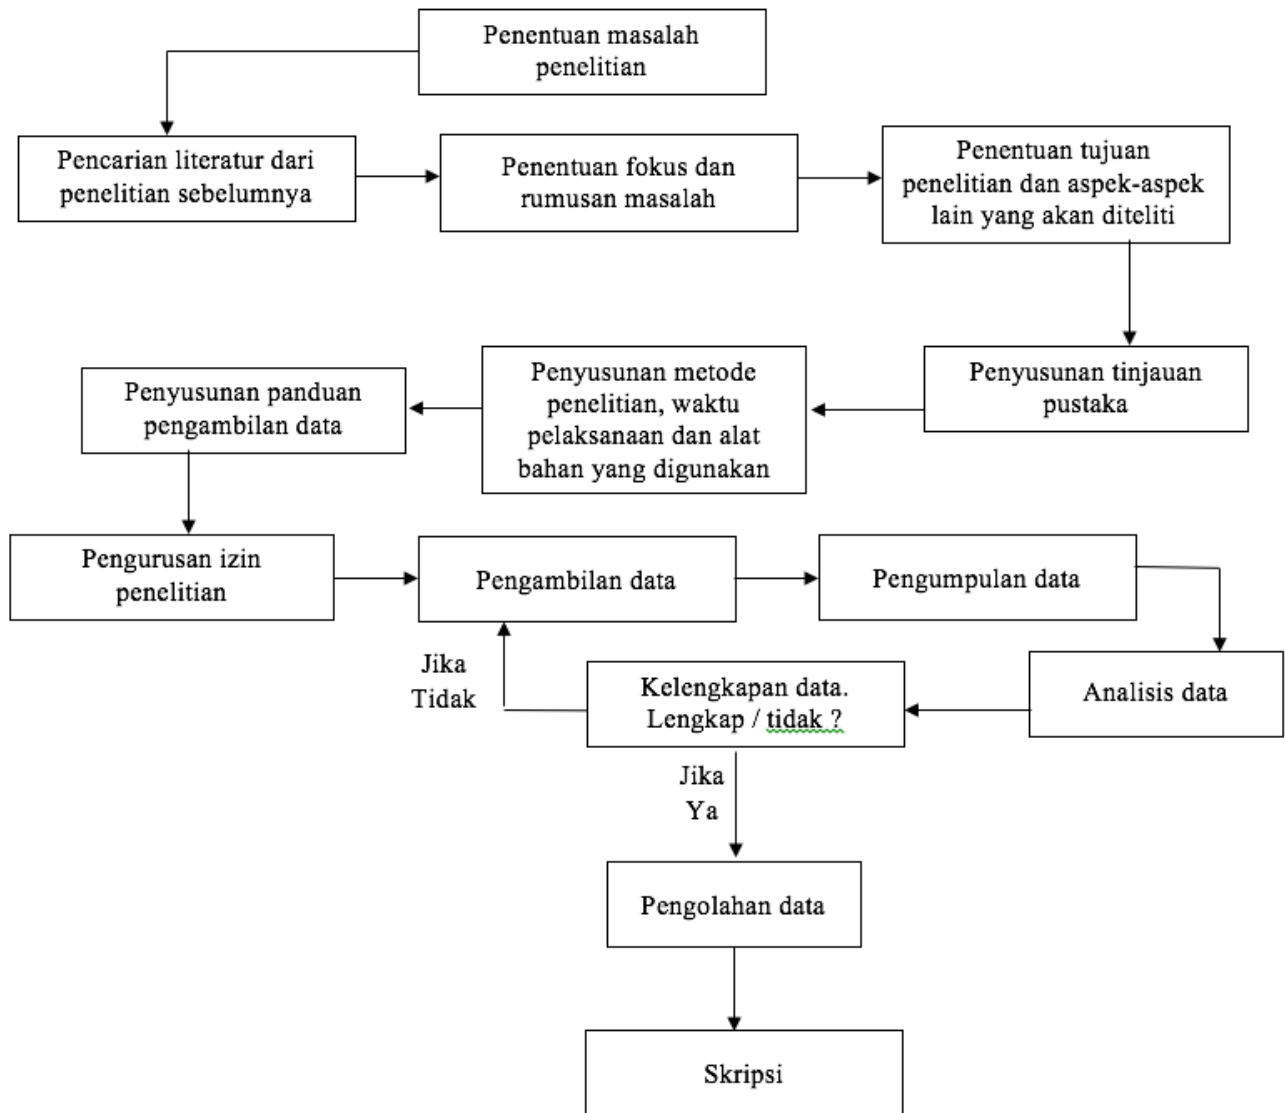 Penentuan masalah
penelitian
Pencarian literatur dari
penelitian sebelumnya
Penentuan fokus dan
rumusan masalah
Penentuan tujuan
penelitian dan aspek-aspek
lain yang akan diteliti
Penyusunan tinjauan
pustaka
Penyusunan metode
penelitian, waktu
pelaksanaan dan alat
bahan yang digunakan
Penyusunan panduan
pengambilan data
Pengurusan izin
penelitian
Pengambilan data
Pengumpulan data
Analisis data
Kelengkapan data.
Lengkap / tidak ?
Jika
Tidak
Jika
Ya
Pengolahan data
Skripsi